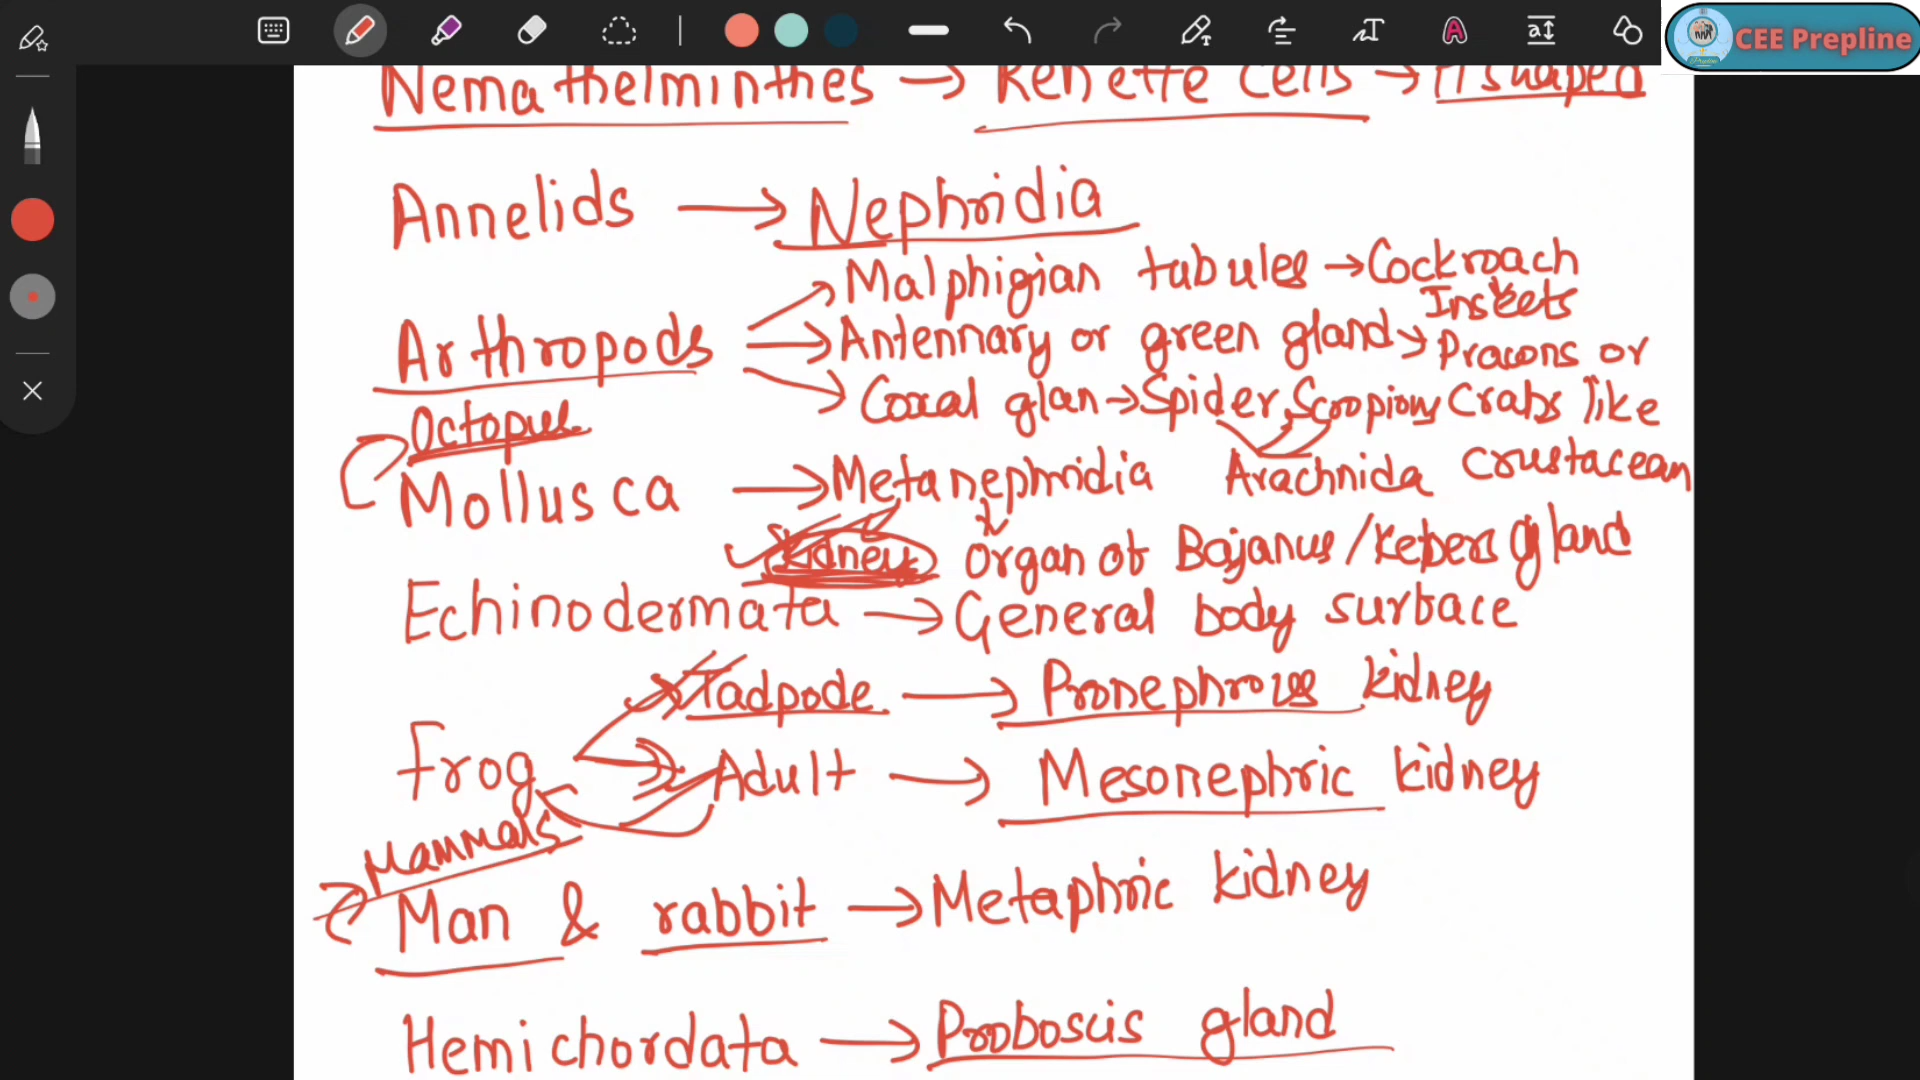 CEE Prepline
Nemathelminthes → Renette cells → H shaped
Annelids → Nephridia
Malphigian tubules → Cockroach
Insects
Arthropods → Antennary or green gland → Prawns or
Coxal glan → Spider, Scropions Crabs like
Octopus
Mollusca → Metanephridia Arachnida crustacean
kidney organ of Bojanus/Kebers gland
Echinodermata → General body surface
Tadpode → Pronephrous kidney
Frog → Adult → Mesonephric kidney
Mammals
Man & rabbit → Metaphric kidney
Hemichordata → Proboscis gland